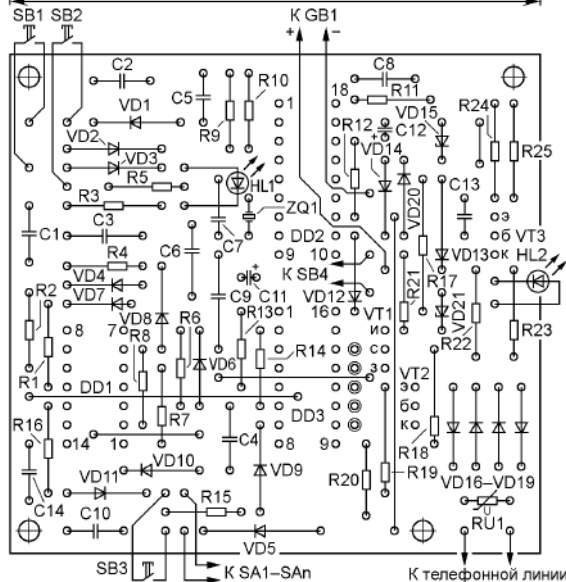 SB1 SB2 К GB1
+ −
C2 C8
R10 18 R11
C5 1 VD15 R24
VD1
R9 R12 + C12
VD2 VD14 R25
VD3
R5 HL1
R3 ZQ1 VD20 C13 э
C1 C3 C7 б VT3
DD2 к
C6 9 10 VD13 HL2
R4 К SB4 R17
VD4 + R21
R2 VD7 C9 C11 VD12
VD8 R6 R13 1 16 VT1 VD21 R22 R23
8 7 R8 и
R1 VD6 R14 с
з VT2
DD1 э
R16 R7 DD3 б
к
14 1 C4 8 9 R18
VD10 VD9 R20 R19
VD11 VD16–VD19
C14 R15
C10 U RU1
VD5
SB3 К SA1–SAn К телефонной линии